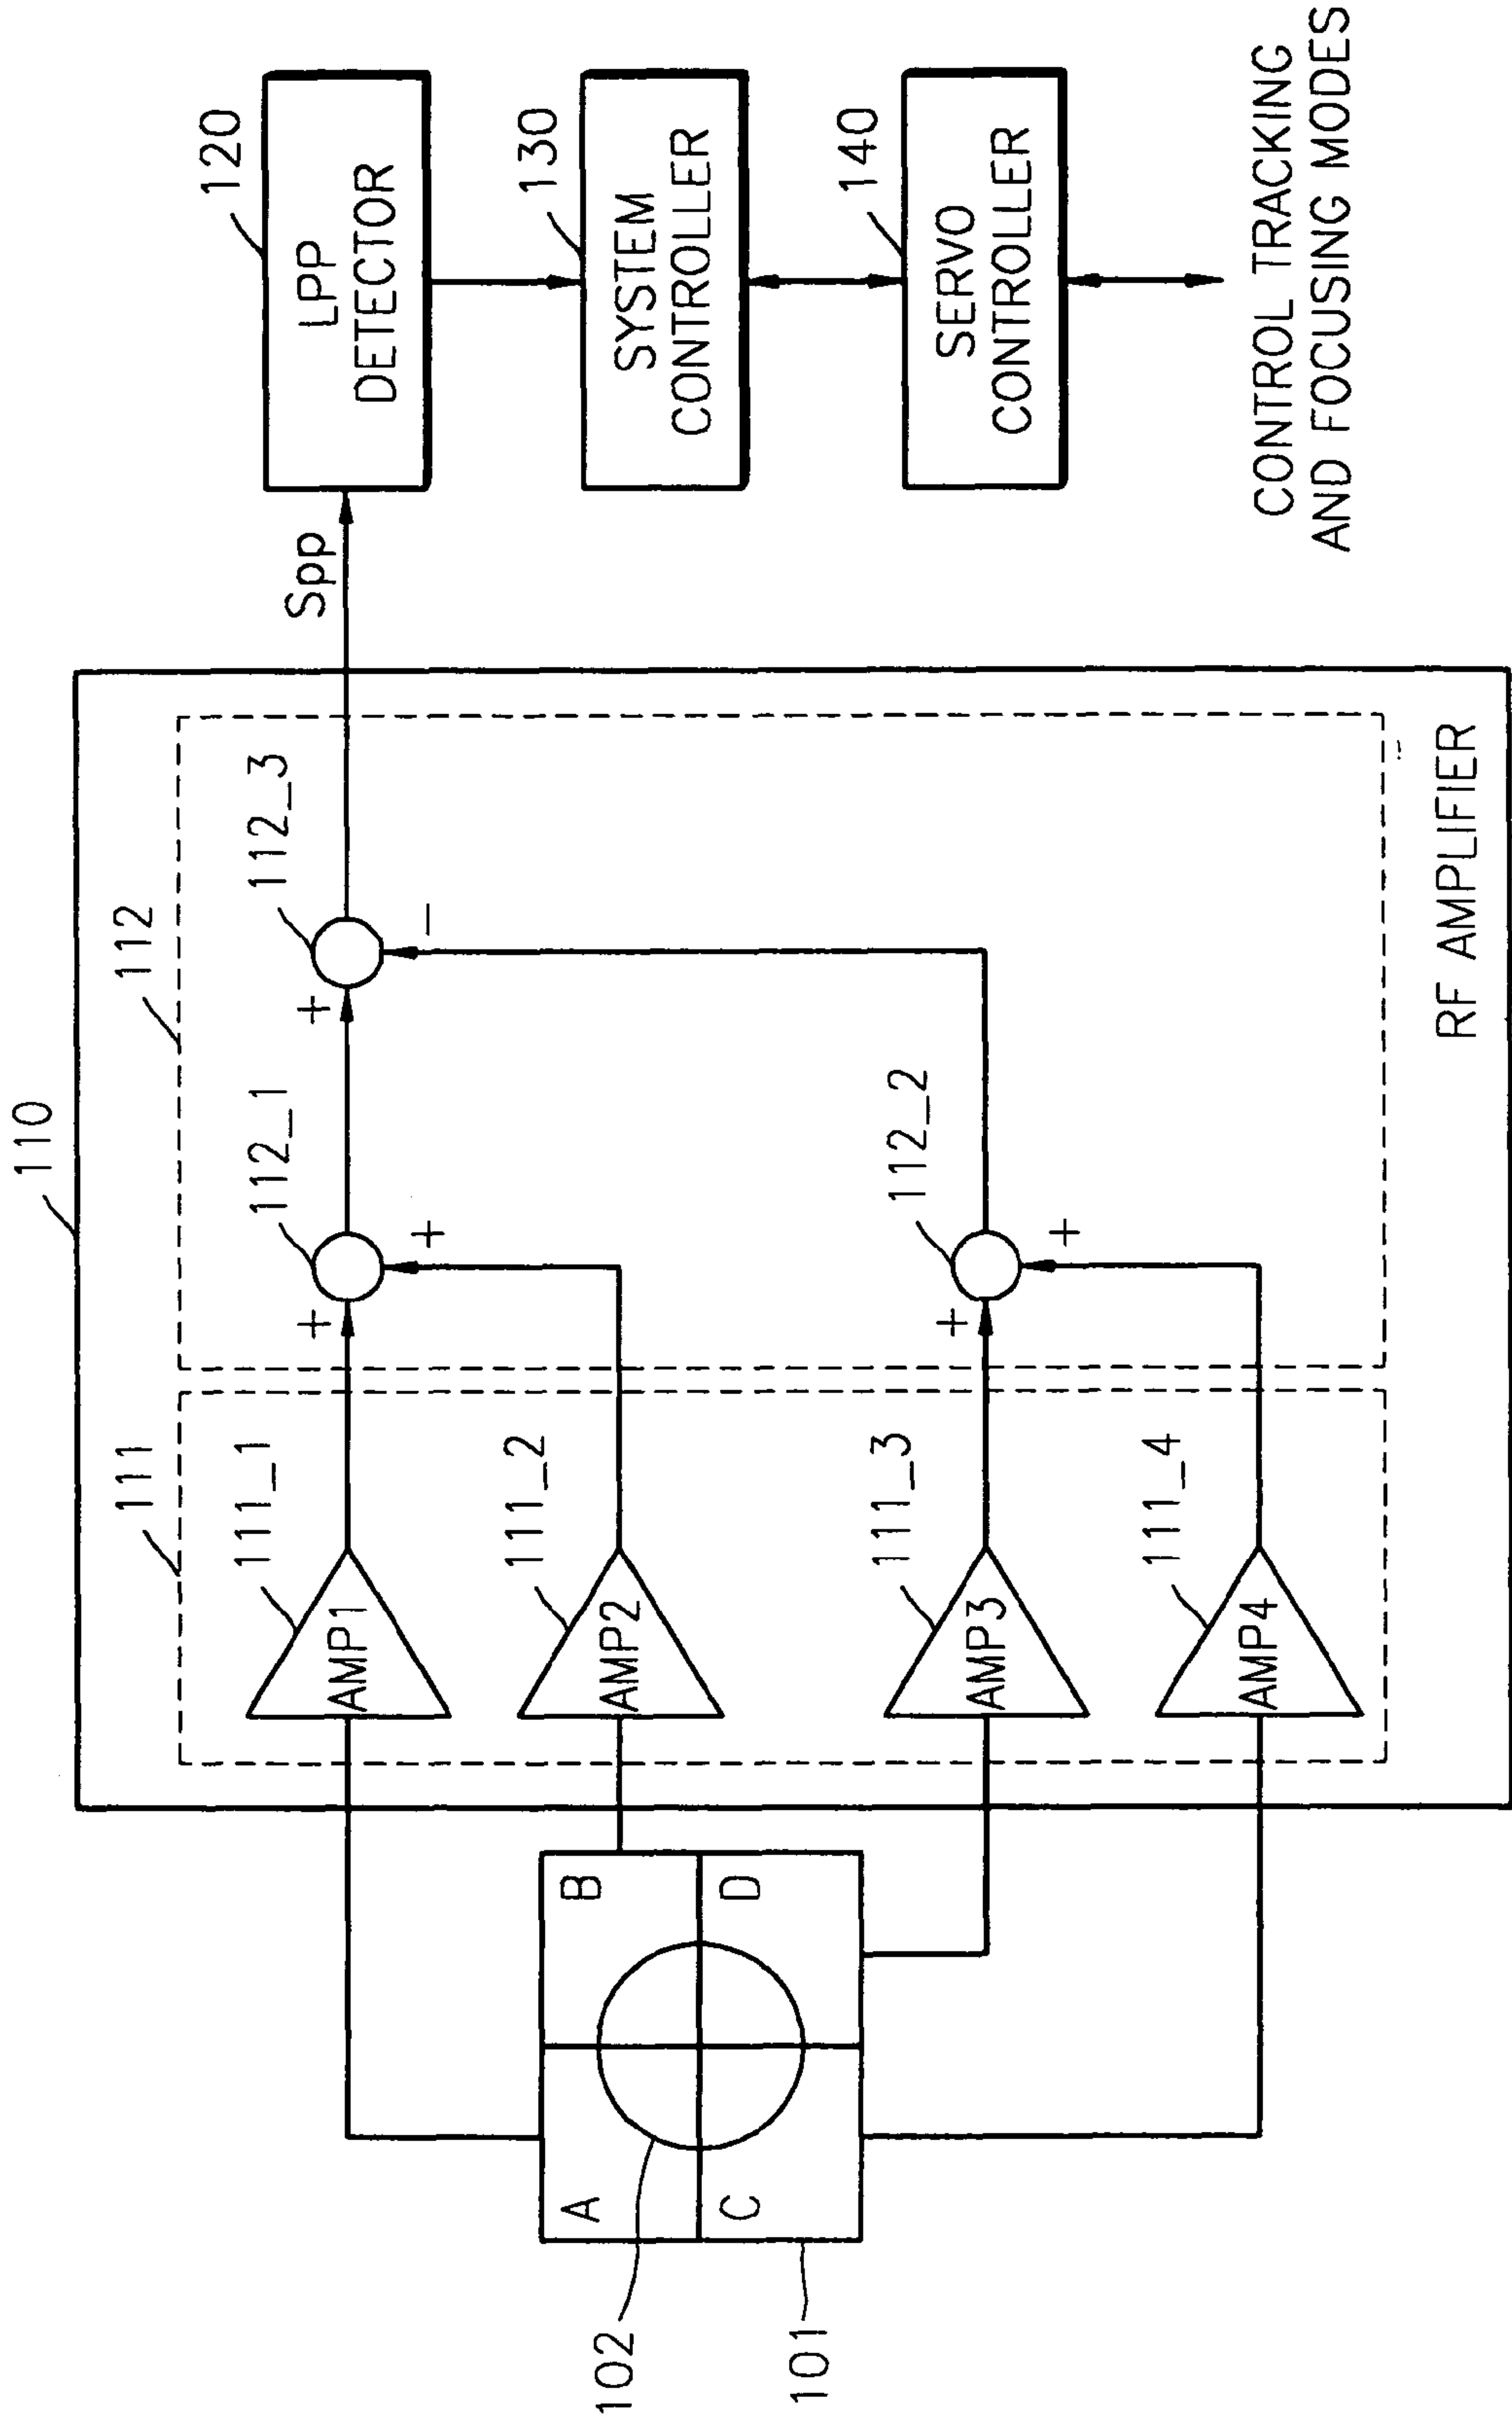 110
111
112
111_1
112_1
112_3
AMP1
+
+
+
-
Spp
120
LPP
DETECTOR
111_2
AMP2
130
SYSTEM
CONTROLLER
102
101
A
B
C
D
111_3
AMP3
112_2
+
+
140
SERVO
CONTROLLER
111_4
AMP4
CONTROL TRACKING
AND FOCUSING MODES
RF AMPLIFIER